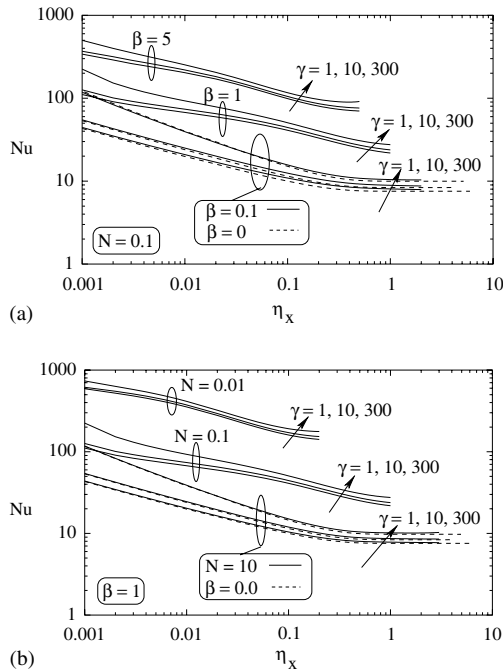 1000
β = 5
γ = 1, 10, 300
100
β = 1
γ = 1, 10, 300
Nu
γ = 1, 10, 300
10
β = 0.1
β = 0
N = 0.1
1
0.001
0.01
0.1
1
10
(a)
η_x
1000
N = 0.01
γ = 1, 10, 300
N = 0.1
100
γ = 1, 10, 300
Nu
γ = 1, 10, 300
10
N = 10
β = 0.0
β = 1
1
0.001
0.01
0.1
1
10
(b)
η_x